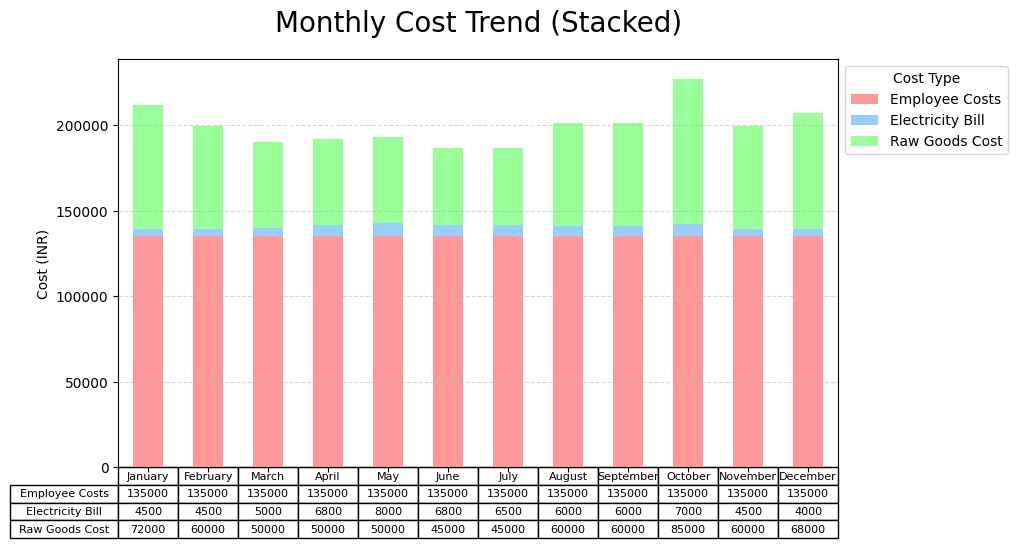 Monthly Cost Trend (Stacked)
Cost Type
Employee Costs
Electricity Bill
Raw Goods Cost
Cost (INR)
200000
150000
100000
50000
0
January February March April May June July August September October November December
Employee Costs 135000 135000 135000 135000 135000 135000 135000 135000 135000 135000 135000 135000
Electricity Bill 4500 4500 5000 6800 8000 6800 6500 6000 6000 7000 4500 4000
Raw Goods Cost 72000 60000 50000 50000 50000 45000 45000 60000 60000 85000 60000 68000